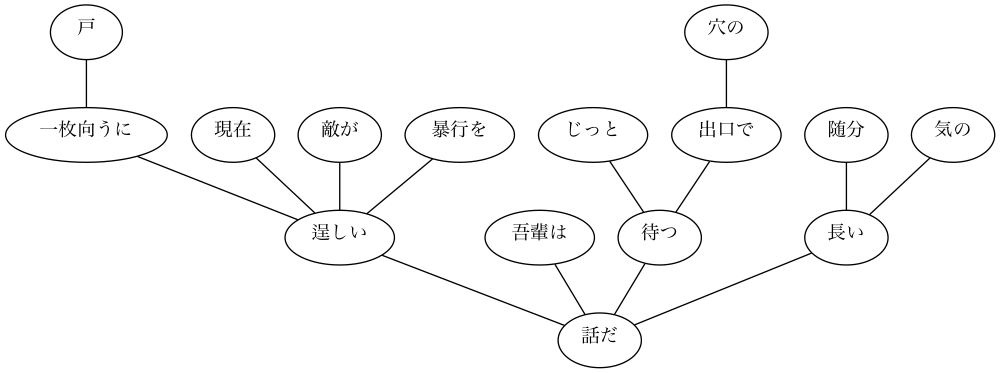 戸
穴の
一枚向うに
現在
敵が
暴行を
じっと
出口で
随分
気の
逞しい
吾輩は
待つ
長い
話だ